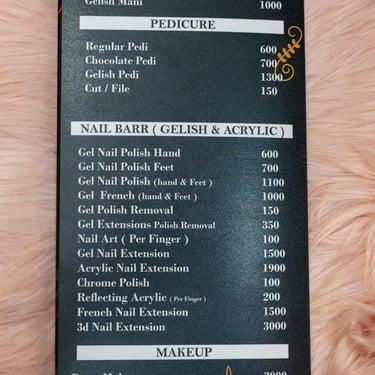 Gelish Mani 1000
PEDICURE
Regular Pedi 600
Chocolate Pedi 700
Gelish Pedi 1300
Cut / File 150
NAIL BARR ( GELISH & ACRYLIC )
Gel Nail Polish Hand 600
Gel Nail Polish Feet 700
Gel Nail Polish (hand & Feet ) 1100
Gel French (hand & Feet ) 1000
Gel Polish Removal 150
Gel Extensions Polish Removal 350
Nail Art ( Per Finger ) 100
Gel Nail Extension 1500
Acrylic Nail Extension 1900
Chrome Polish 100
Reflecting Acrylic ( Per Finger ) 200
French Nail Extension 1500
3d Nail Extension 3000
MAKEUP